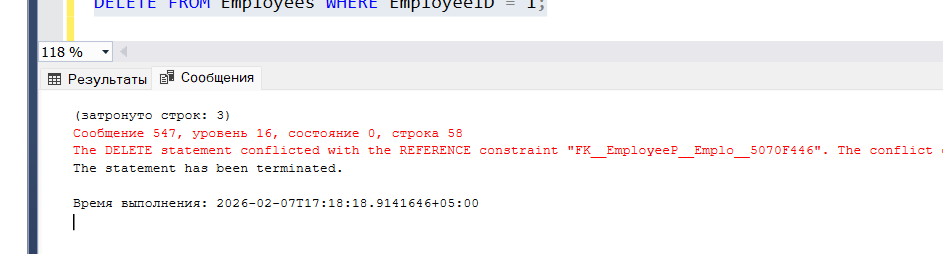 DELETE FROM Employees WHERE EmployeeID = 1;
118 %
Результаты Сообщения
(затронуто строк: 3)
Сообщение 547, уровень 16, состояние 0, строка 58
The DELETE statement conflicted with the REFERENCE constraint "FK__EmployeeP__Emplo__5070F446". The conflict
The statement has been terminated.
Время выполнения: 2026-02-07T17:18:18.9141646+05:00